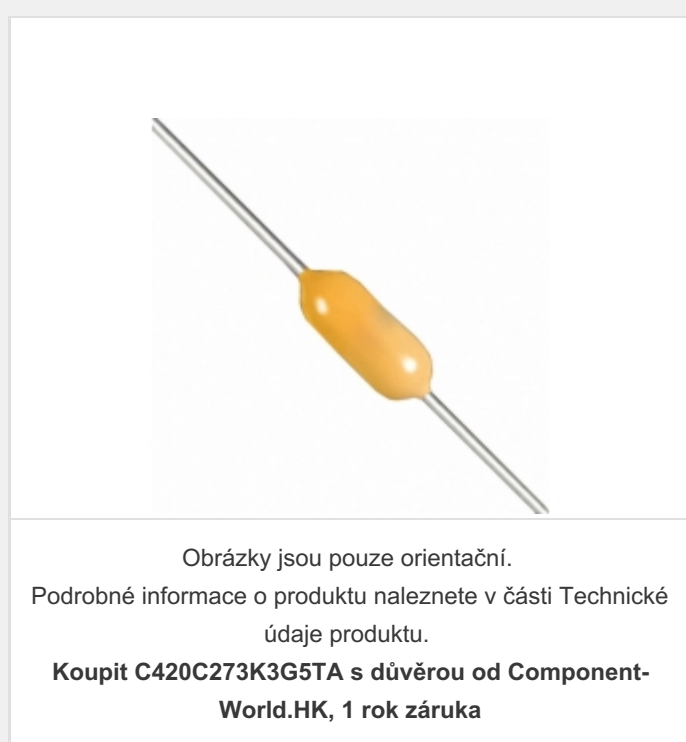 Obrázky jsou pouze orientační.
Podrobné informace o produktu naleznete v části Technické
údaje produktu.
Koupit C420C273K3G5TA s důvěrou od Component-
World.HK, 1 rok záruka